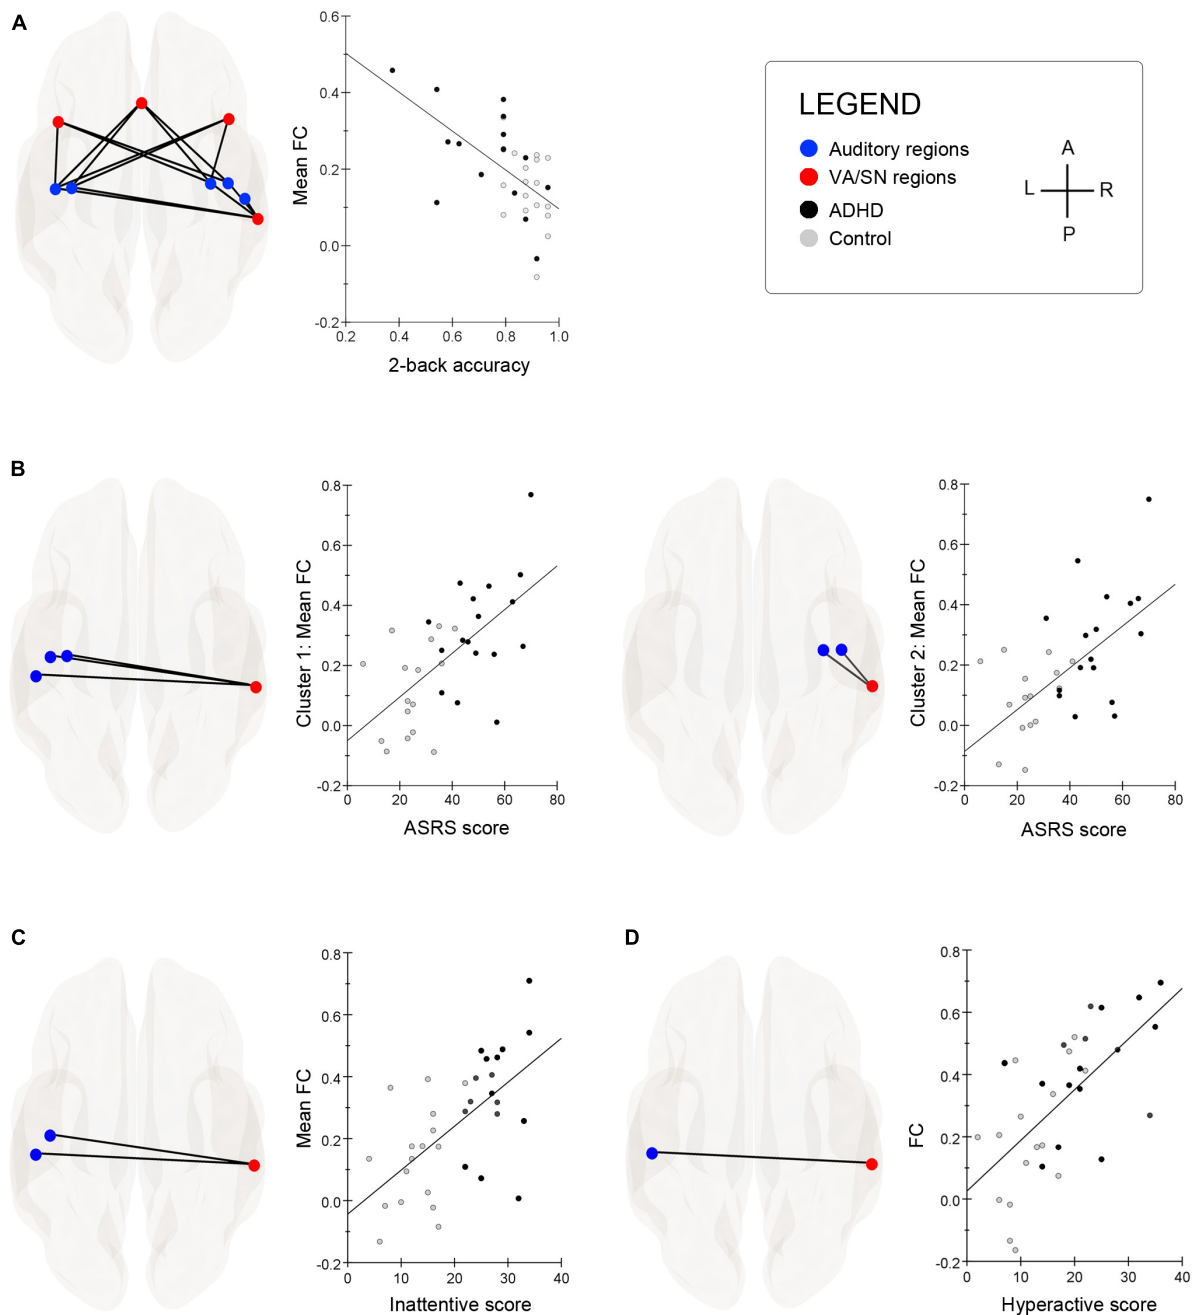 A
0.6
0.4
0.2
0.0
-0.2
Mean FC
0.2 0.4 0.6 0.8 1.0
2-back accuracy
LEGEND
Auditory regions
VA/SN regions
ADHD
Control
A
L R
P
B
0.8
0.6
0.4
0.2
0.0
-0.2
Cluster 1: Mean FC
0 20 40 60 80
ASRS score
0.8
0.6
0.4
0.2
0.0
-0.2
Cluster 2: Mean FC
0 20 40 60 80
ASRS score
C
0.8
0.6
0.4
0.2
0.0
-0.2
Mean FC
0 10 20 30 40
Inattentive score
D
0.8
0.6
0.4
0.2
0.0
-0.2
FC
0 10 20 30 40
Hyperactive score